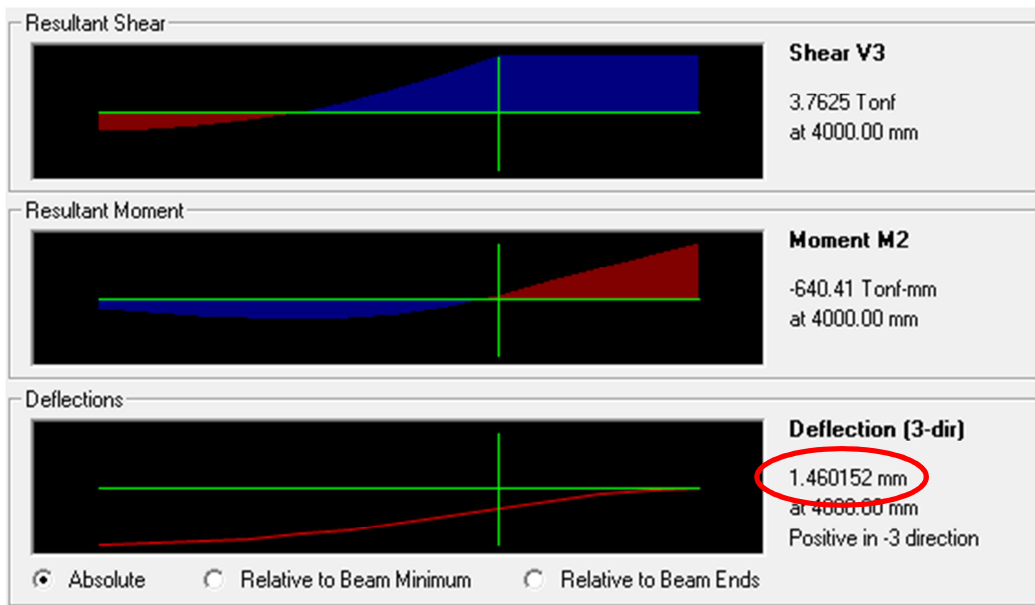 Resultant Shear
Shear V3
3.7625 Tonf
at 4000.00 mm
Resultant Moment
Moment M2
-640.41 Tonf-mm
at 4000.00 mm
Deflections
Deflection (3-dir)
1.460152 mm
at 4000.00 mm
Positive in -3 direction
Absolute
Relative to Beam Minimum
Relative to Beam Ends